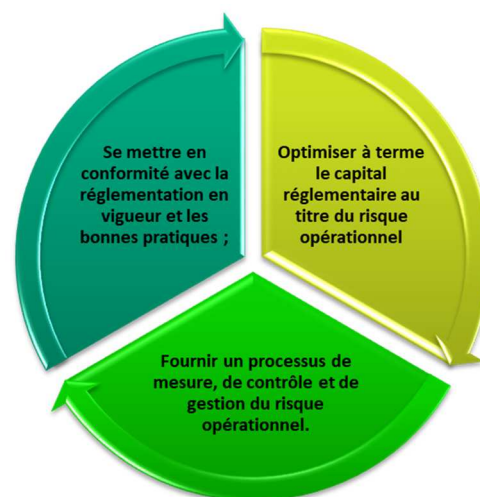 Se mettre en
conformité avec la
réglementation en
vigueur et les
bonnes pratiques ;
Optimiser à terme
le capital
réglementaire au
titre du risque
opérationnel
Fournir un processus de
mesure, de contrôle et de
gestion du risque
opérationnel.